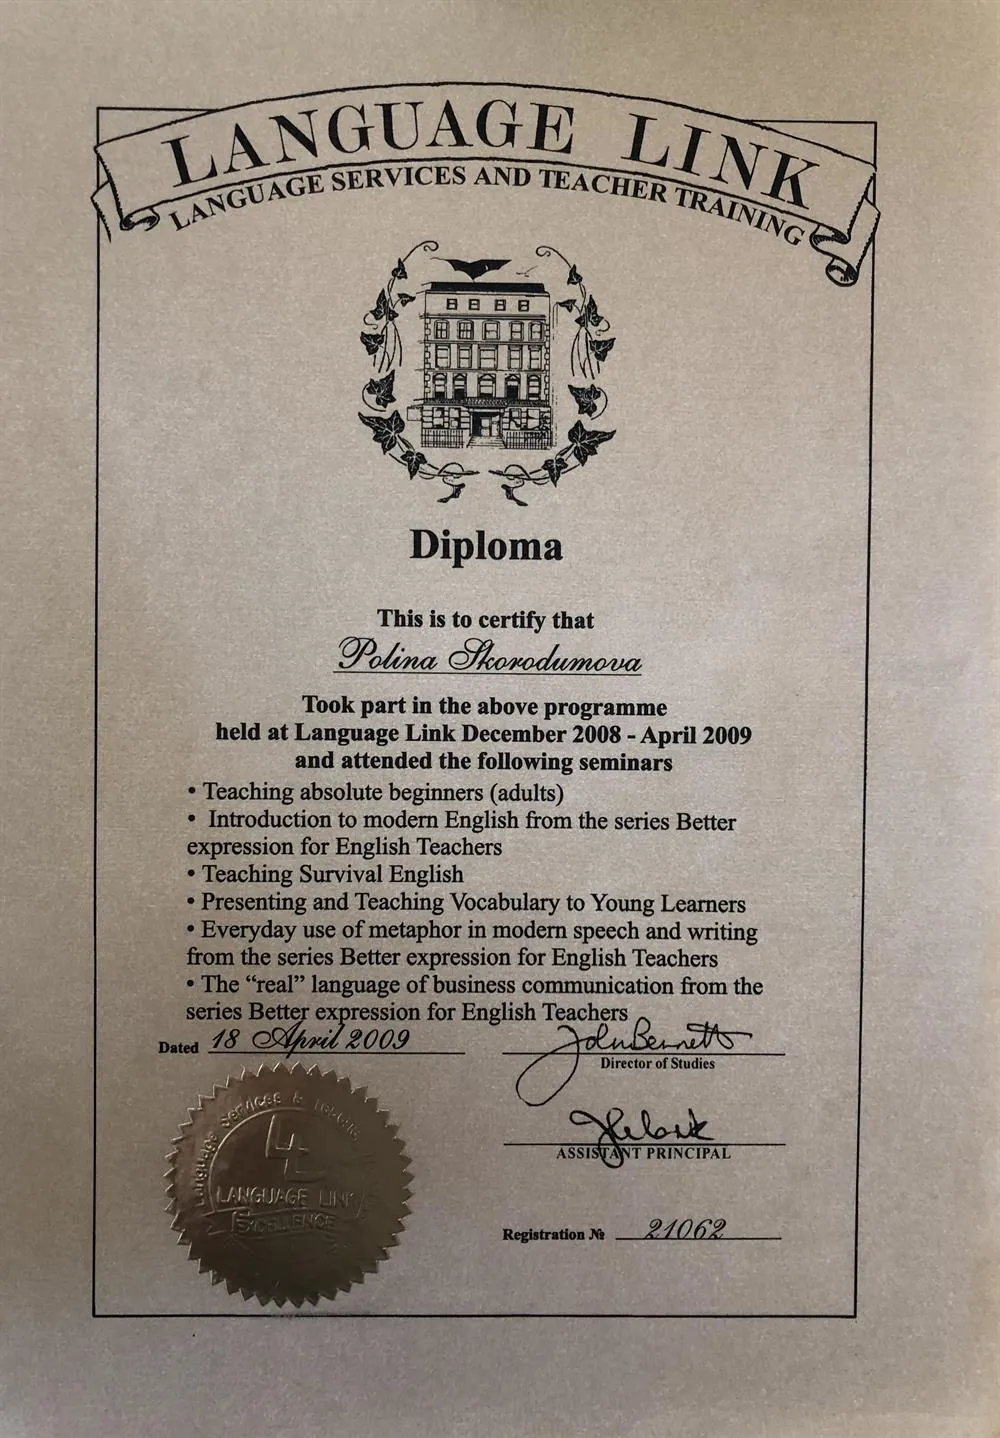 LANGUAGE LINK
LANGUAGE SERVICES AND TEACHER TRAINING
Diploma
This is to certify that
Polina Skorodumova
Took part in the above programme
held at Language Link December 2008 - April 2009
and attended the following seminars
• Teaching absolute beginners (adults)
• Introduction to modern English from the series Better
expression for English Teachers
• Teaching Survival English
• Presenting and Teaching Vocabulary to Young Learners
• Everyday use of metaphor in modern speech and writing
from the series Better expression for English Teachers
• The “real” language of business communication from the
series Better expression for English Teachers
Dated 18 April 2009
John Bennett
Director of Studies
ASSISTANT PRINCIPAL
Language Services &
LL
LANGUAGE LINK
EXCELLENCE
Registration № 21062